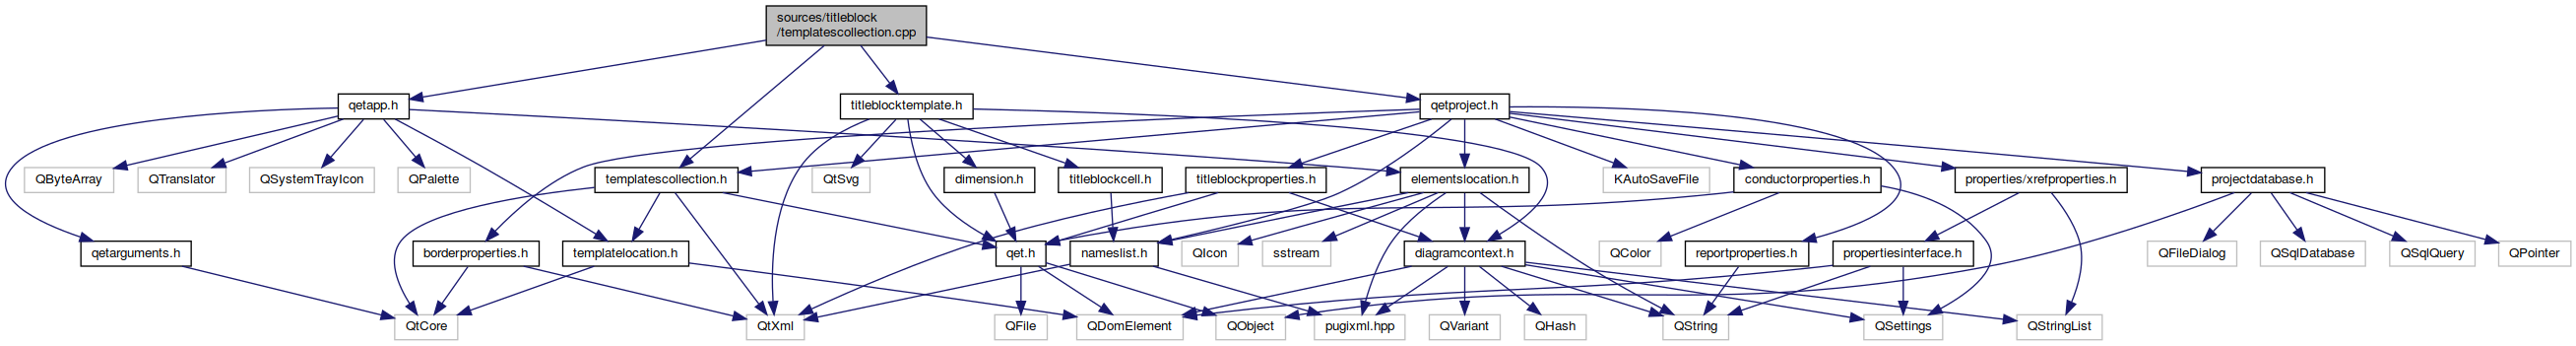 sources/titleblock
/templatescollection.cpp
qetapp.h
titleblocktemplate.h
qetproject.h
QByteArray
QTranslator
QSystemTrayIcon
QPalette
templatescollection.h
QtSvg
dimension.h
titleblockcell.h
titleblockproperties.h
elementslocation.h
KAutoSaveFile
conductorproperties.h
properties/xrefproperties.h
projectdatabase.h
qetarguments.h
borderproperties.h
templatelocation.h
qet.h
nameslist.h
QIcon
sstream
diagramcontext.h
QColor
reportproperties.h
propertiesinterface.h
QFileDialog
QSqlDatabase
QSqlQuery
QPointer
QtCore
QtXml
QFile
QDomElement
QObject
pugixml.hpp
QVariant
QHash
QString
QSettings
QStringList